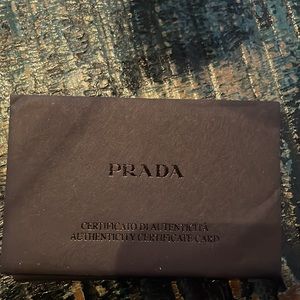 PRADA
CERTIFICATO DI AUTENTICITÀ
AUTHENTICITY CERTIFICATE CARD